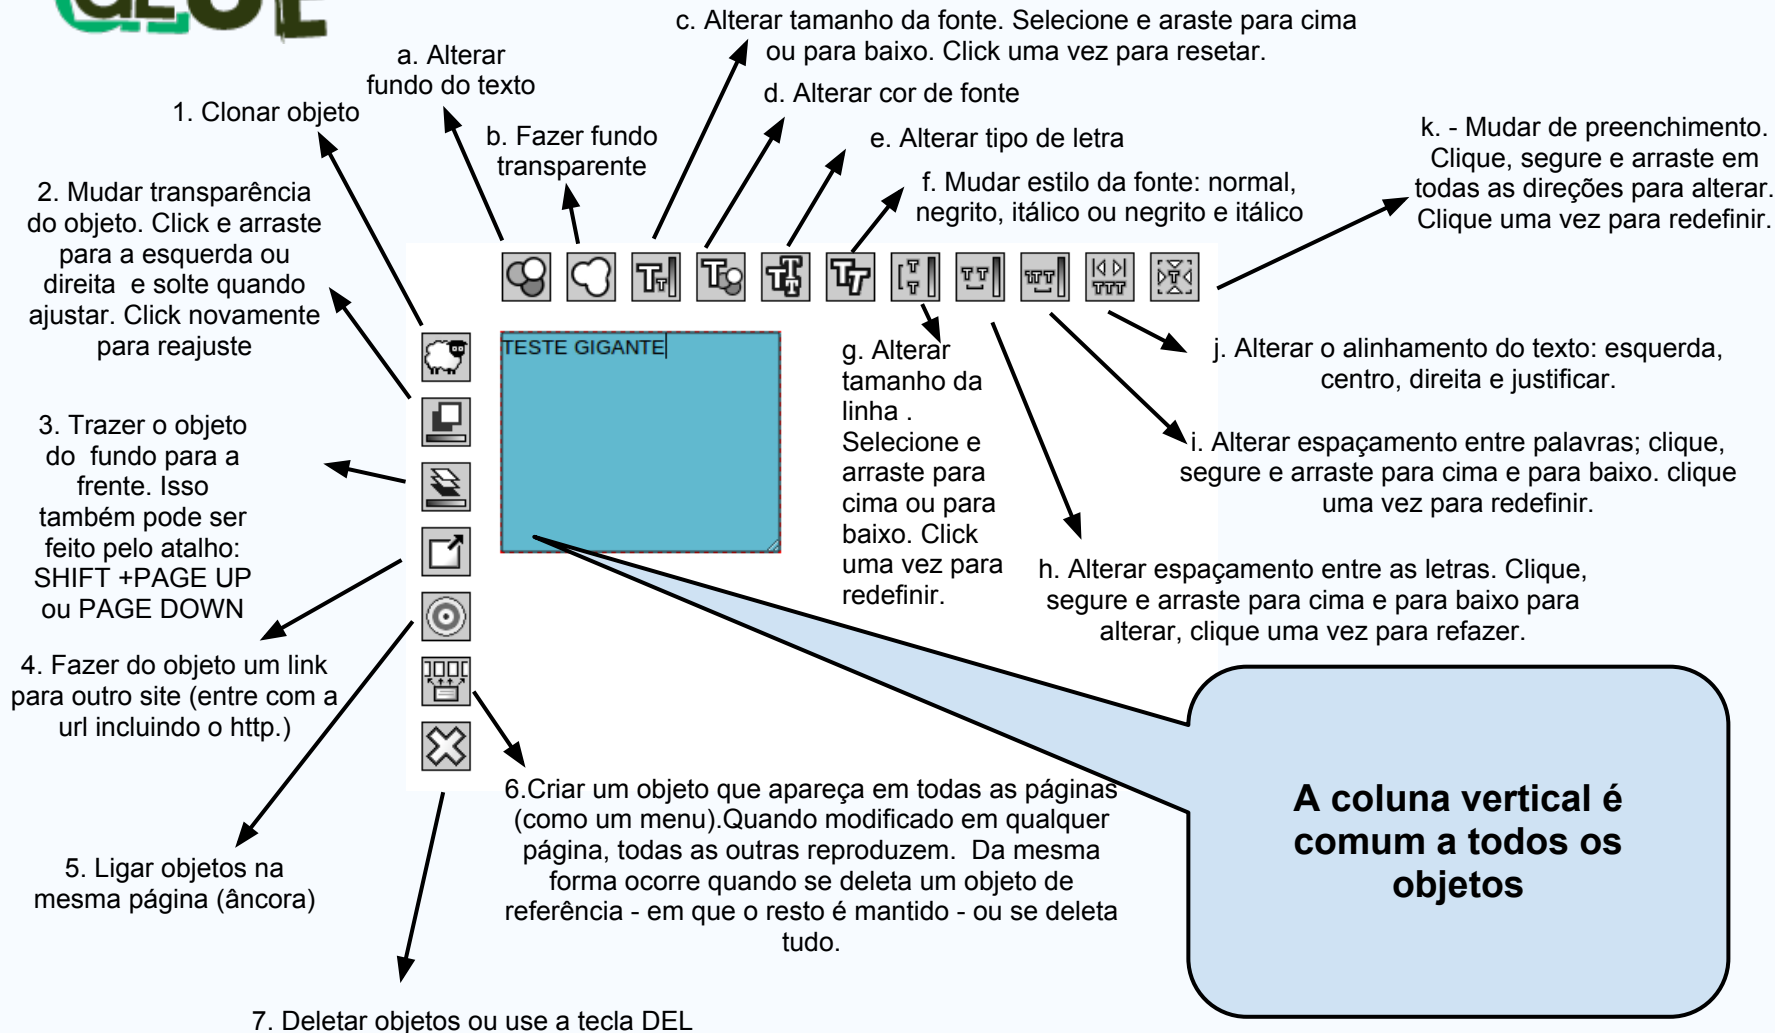 c. Alterar tamanho da fonte. Selecione e araste para cima
ou para baixo. Click uma vez para resetar.
a. Alterar
fundo do texto
d. Alterar cor de fonte
1. Clonar objeto
b. Fazer fundo
transparente
e. Alterar tipo de letra
k. - Mudar de preenchimento.
Clique, segure e arraste em
todas as direções para alterar.
Clique uma vez para redefinir.
f. Mudar estilo da fonte: normal,
negrito, itálico ou negrito e itálico
2. Mudar transparência
do objeto. Click e arraste
para a esquerda ou
direita e solte quando
ajustar. Click novamente
para reajuste
TESTE GIGANTE
g. Alterar
tamanho da
linha .
Selecione e
arraste para
cima ou para
baixo. Click
uma vez para
redefinir.
j. Alterar o alinhamento do texto: esquerda,
centro, direita e justificar.
3. Trazer o objeto
do fundo para a
frente. Isso
também pode ser
feito pelo atalho:
SHIFT +PAGE UP
ou PAGE DOWN
i. Alterar espaçamento entre palavras; clique,
segure e arraste para cima e para baixo. clique
uma vez para redefinir.
h. Alterar espaçamento entre as letras. Clique,
segure e arraste para cima e para baixo para
alterar, clique uma vez para refazer.
4. Fazer do objeto um link
para outro site (entre com a
url incluindo o http.)
6.Criar um objeto que apareça em todas as páginas
(como um menu).Quando modificado em qualquer
página, todas as outras reproduzem. Da mesma
forma ocorre quando se deleta um objeto de
referência - em que o resto é mantido - ou se deleta
tudo.
A coluna vertical é
comum a todos os
objetos
5. Ligar objetos na
mesma página (âncora)
7. Deletar objetos ou use a tecla DEL